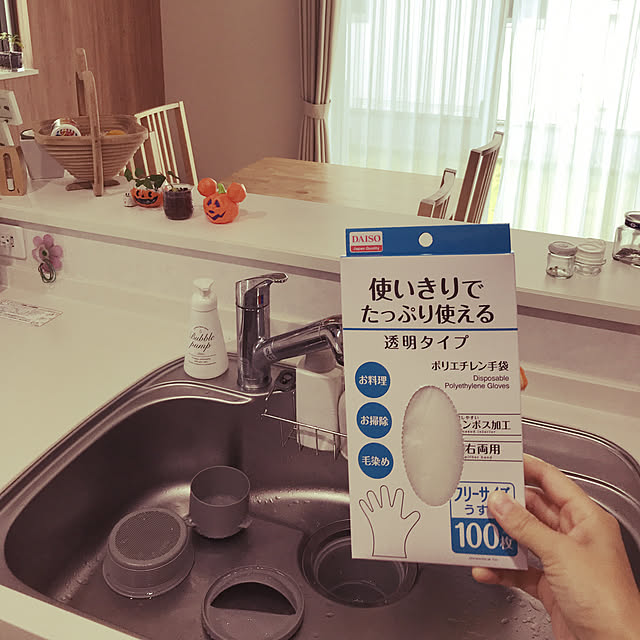 DAISO
Japan Quality
使いきりで
たっぷり使える
透明タイプ
ポリエチレン手袋
Disposable
Polyethylene Gloves
お料理
お掃除
毛染め
ンボス加工
右両用
フリーサイズ
うす
100枚
Bubble
pump